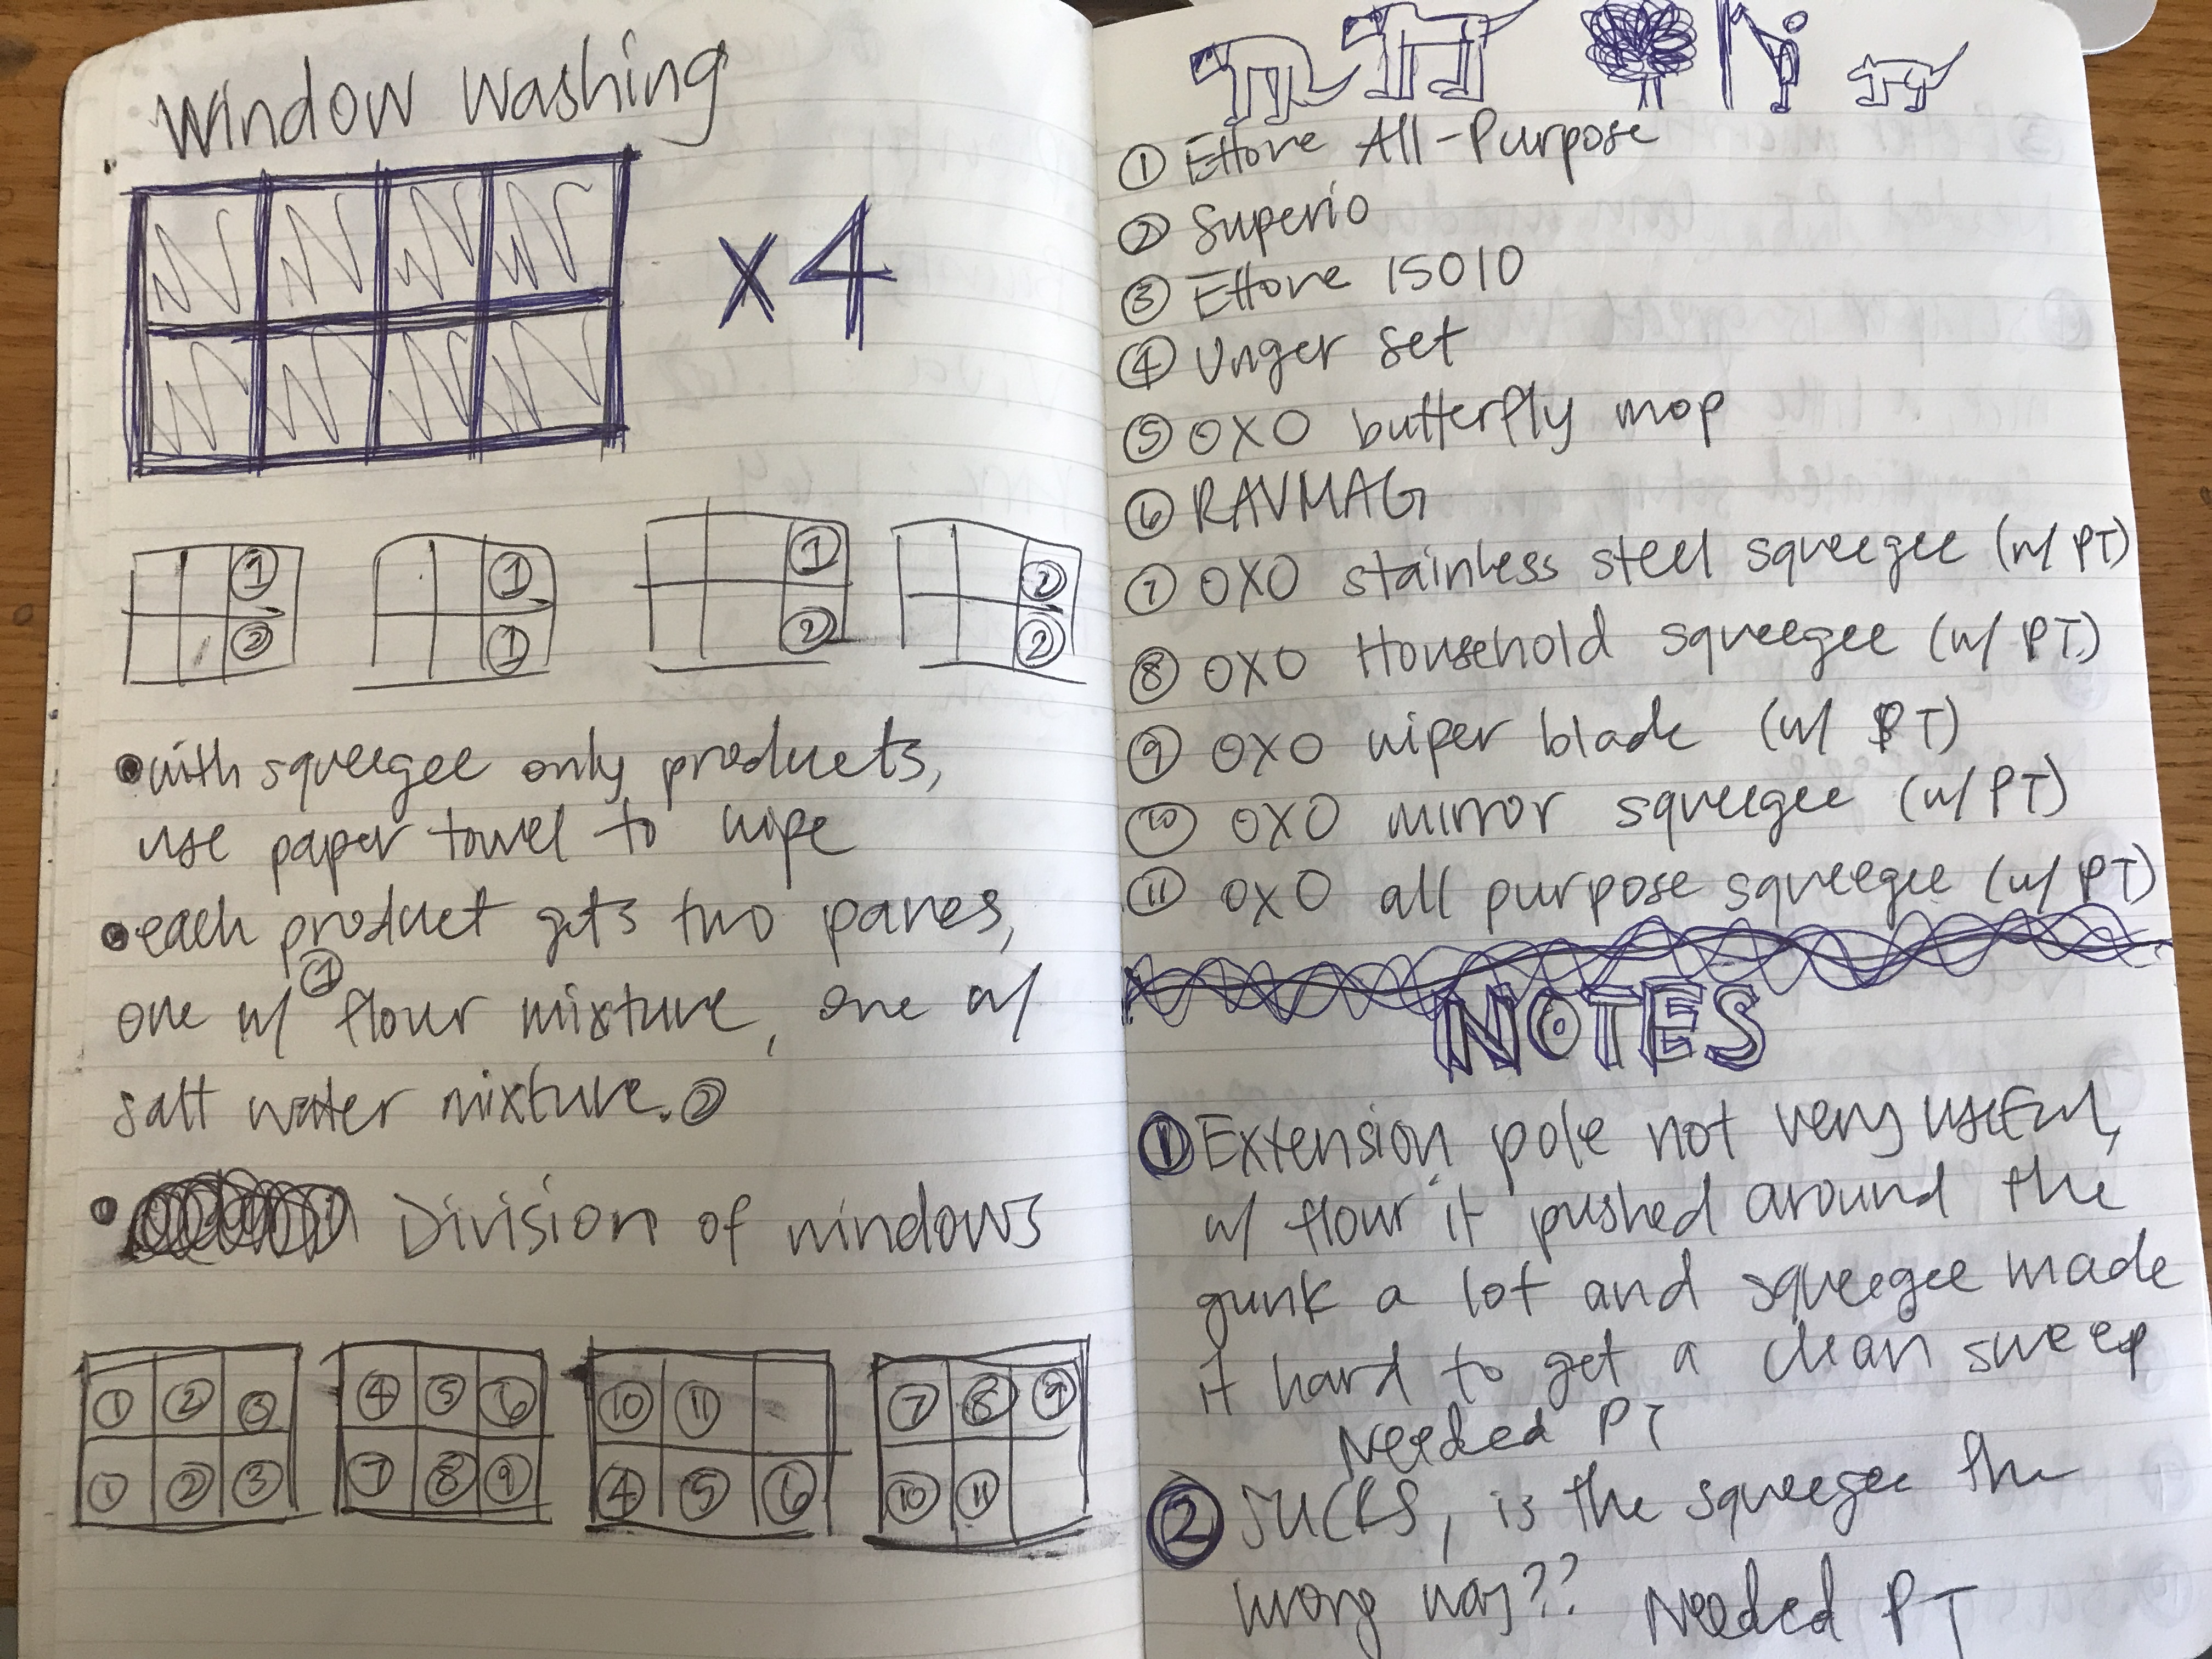 Window washing
x4
① ① ① ②
② ① ② ②
• with squeegee only products,
use paper towel to wipe
• each product gets two panes,
one w/ flour mixture, one w/
①
salt water mixture. ②
• Division of windows
① ② ③ ④ ⑤ ⑥ ⑩ ⑪ ⑦ ⑧ ⑨
① ② ③ ⑦ ⑧ ⑨ ④ ⑤ ⑥ ⑩ ⑪
① Ettore All-Purpose
② Superio
③ Ettore 15010
④ Unger Set
⑤ OXO butterfly mop
⑥ RAVMAG
⑦ OXO stainless steel squeegee (w/ PT)
⑧ OXO Household squeegee (w/ PT)
⑨ OXO wiper blade (w/ PT)
⑩ OXO mirror squeegee (w/ PT)
⑪ OXO all purpose squeegee (w/ PT)
NOTES
① Extension pole not very useful,
w/ flour it pushed around the
gunk a lot and squeegee made
it hard to get a clean sweep
Needed PT
② SUCKS, is the squeegee the
wrong way?? Needed PT